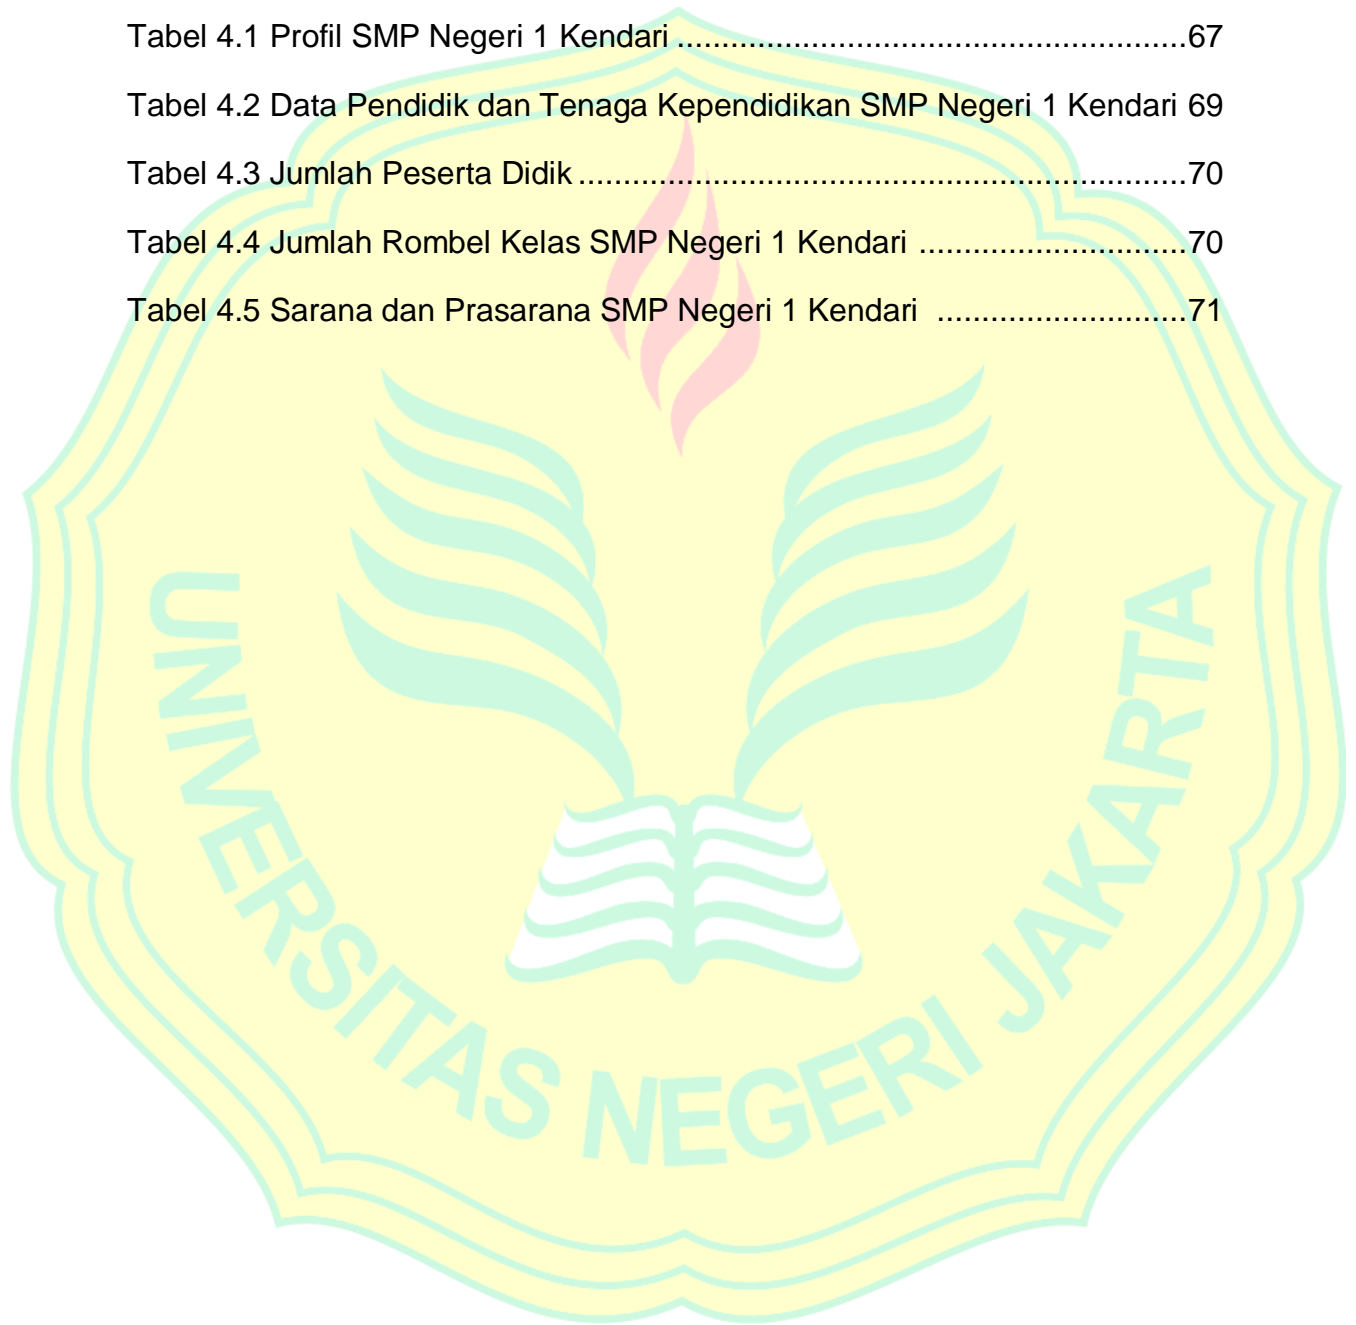 Tabel 4.1 Profil SMP Negeri 1 Kendari ..........................................................67
Tabel 4.2 Data Pendidik dan Tenaga Kependidikan SMP Negeri 1 Kendari 69
Tabel 4.3 Jumlah Peserta Didik .....................................................................70
Tabel 4.4 Jumlah Rombel Kelas SMP Negeri 1 Kendari ..............................70
Tabel 4.5 Sarana dan Prasarana SMP Negeri 1 Kendari ............................71
UNIVERSITAS NEGERI JAKARTA